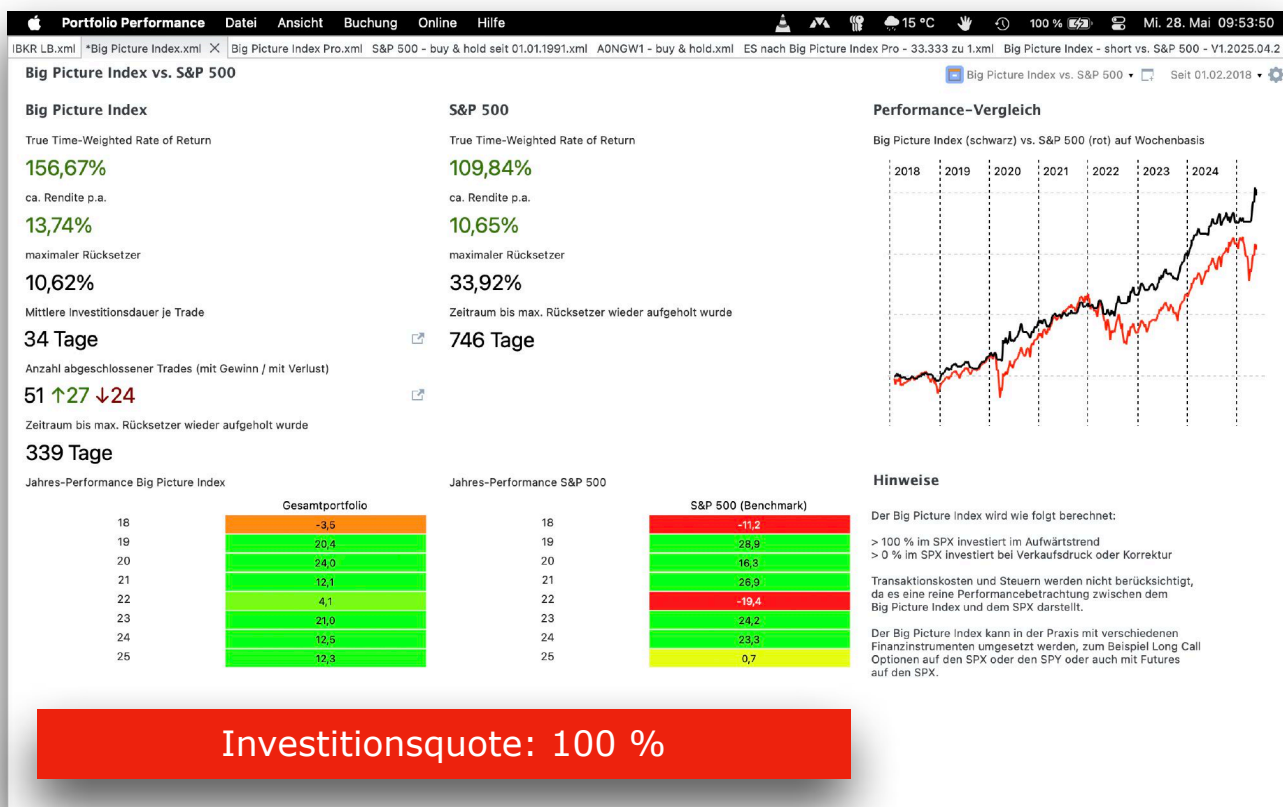 Portfolio Performance Datei Ansicht Buchung Online Hilfe 15 °C 100 % Mi. 28. Mai 09:53:50
IBKR LB.xml *Big Picture Index.xml Big Picture Index Pro.xml S&P 500 - buy & hold seit 01.01.1991.xml A0NGW1 - buy & hold.xml ES nach Big Picture Index Pro - 33.333 zu 1.xml Big Picture Index - short vs. S&P 500 - V1.2025.04.2
Big Picture Index vs. S&P 500
Big Picture Index vs. S&P 500 Seit 01.02.2018
Big Picture Index
True Time-Weighted Rate of Return
156,67%
ca. Rendite p.a.
13,74%
maximaler Rücksetzer
10,62%
Mittlere Investitionsdauer je Trade
34 Tage
Anzahl abgeschlossener Trades (mit Gewinn / mit Verlust)
51 ↑27 ↓24
Zeitraum bis max. Rücksetzer wieder aufgeholt wurde
339 Tage
S&P 500
True Time-Weighted Rate of Return
109,84%
ca. Rendite p.a.
10,65%
maximaler Rücksetzer
33,92%
Zeitraum bis max. Rücksetzer wieder aufgeholt wurde
746 Tage
Performance-Vergleich
Big Picture Index (schwarz) vs. S&P 500 (rot) auf Wochenbasis
2018 2019 2020 2021 2022 2023 2024
Jahres-Performance Big Picture Index
Gesamtportfolio
18 -3,5
19 20,4
20 24,0
21 12,1
22 4,1
23 21,0
24 12,5
25 12,3
Jahres-Performance S&P 500
S&P 500 (Benchmark)
18 -11,2
19 28,9
20 16,3
21 26,9
22 -19,4
23 24,2
24 23,3
25 0,7
Hinweise
Der Big Picture Index wird wie folgt berechnet:
> 100 % im SPX investiert im Aufwärtstrend
> 0 % im SPX investiert bei Verkaufsdruck oder Korrektur
Transaktionskosten und Steuern werden nicht berücksichtigt,
da es eine reine Performancebetrachtung zwischen dem
Big Picture Index und dem SPX darstellt.
Der Big Picture Index kann in der Praxis mit verschiedenen
Finanzinstrumenten umgesetzt werden, zum Beispiel Long Call
Optionen auf den SPX oder den SPY oder auch mit Futures
auf den SPX.
Investitionsquote: 100 %